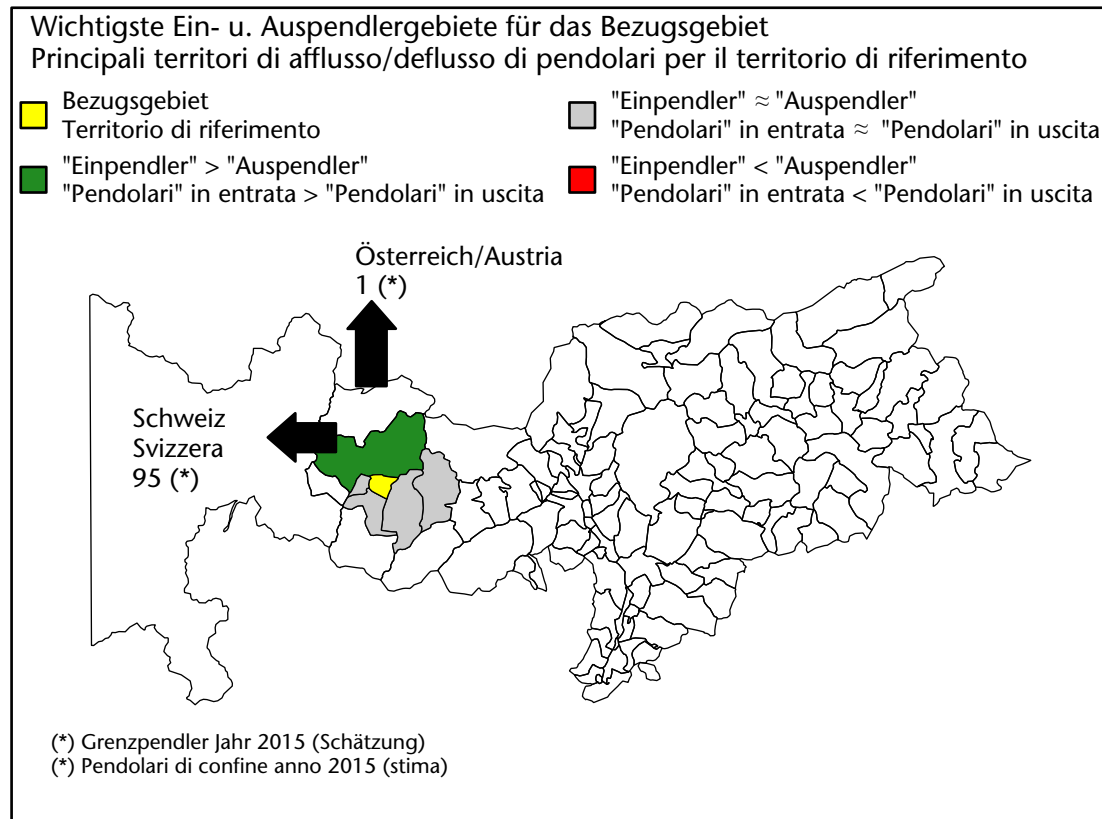 Wichtigste Ein- u. Auspendlergebiete für das Bezugsgebiet
Principali territori di afflusso/deflusso di pendolari per il territorio di riferimento
Bezugsgebiet
Territorio di riferimento
"Einpendler" ≈ "Auspendler"
"Pendolari" in entrata ≈ "Pendolari" in uscita
"Einpendler" > "Auspendler"
"Pendolari" in entrata > "Pendolari" in uscita
"Einpendler" < "Auspendler"
"Pendolari" in entrata < "Pendolari" in uscita
Österreich/Austria
1 (*)
Schweiz
Svizzera
95 (*)
(*) Grenzpendler Jahr 2015 (Schätzung)
(*) Pendolari di confine anno 2015 (stima)